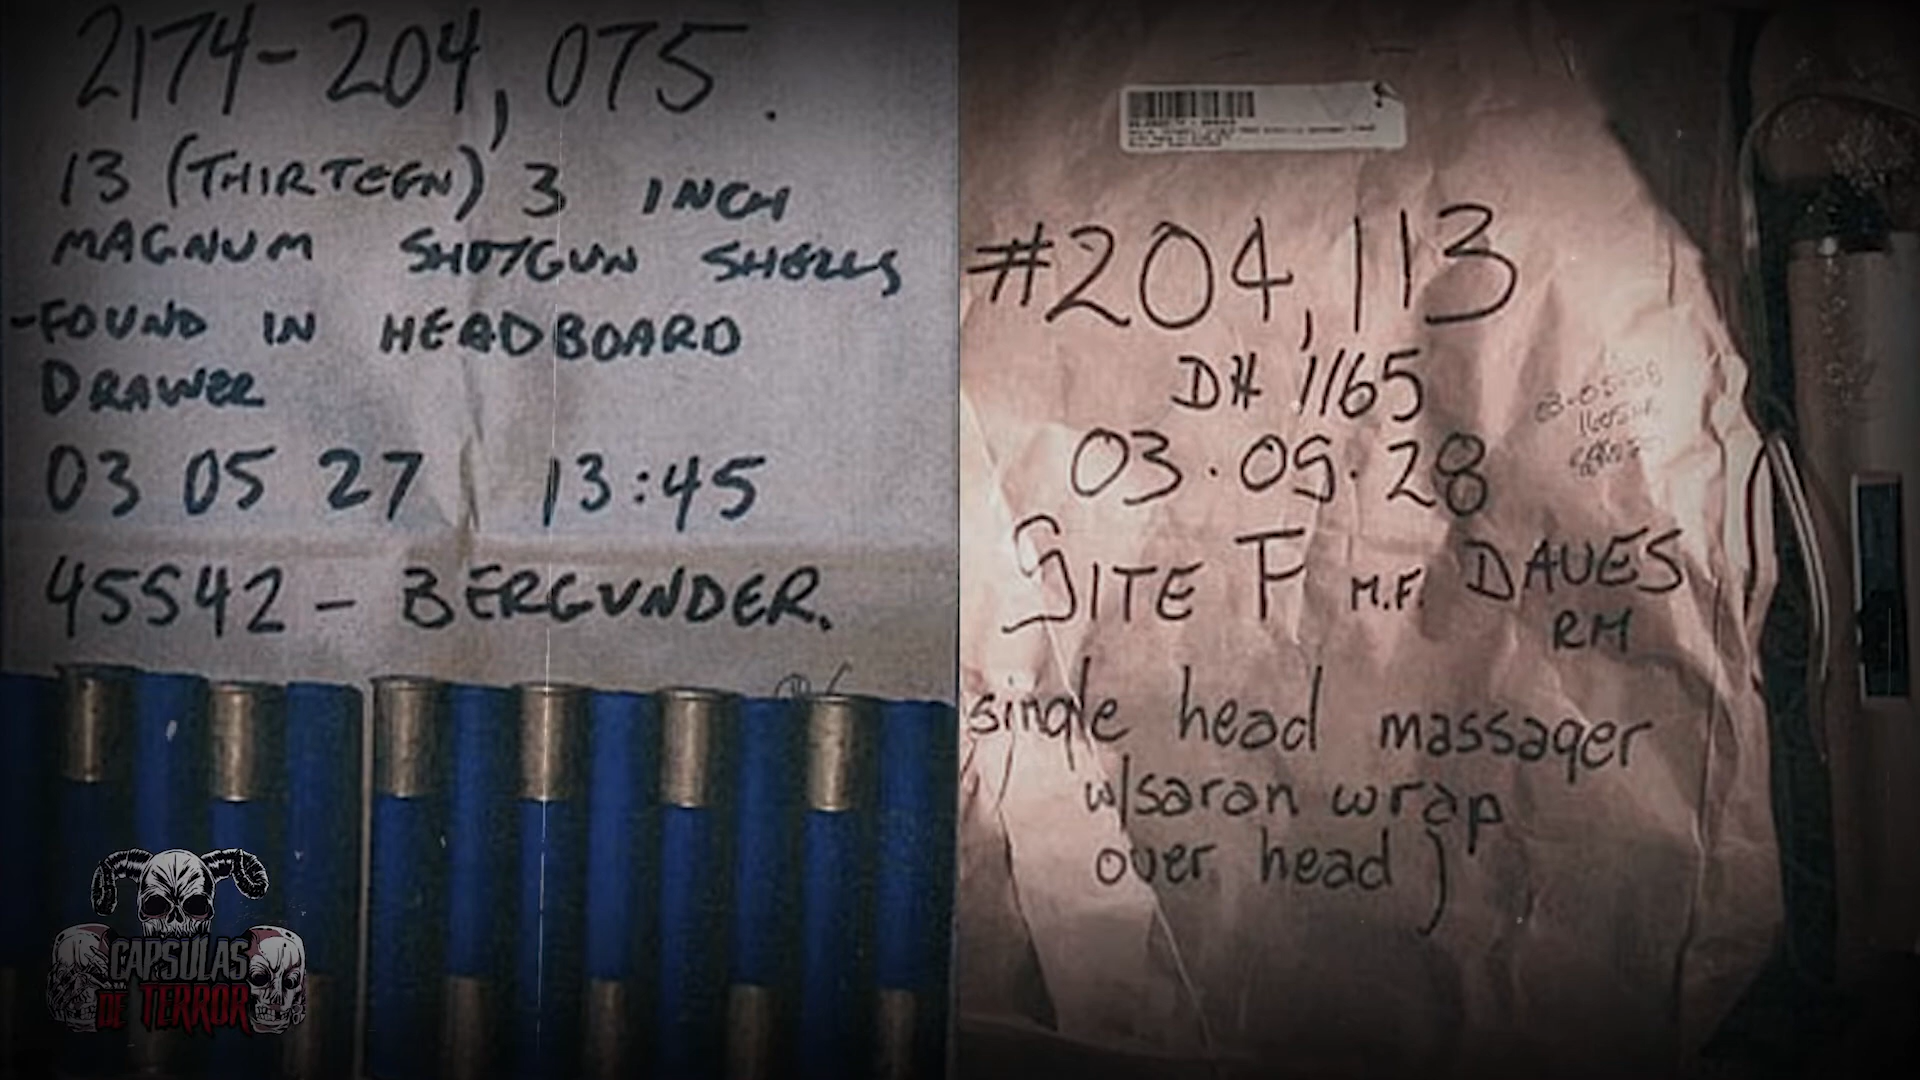 2174-204,075.
13 (THIRTEEN) 3 INCH
MAGNUM SHOTGUN SHELLS
-FOUND IN HEADBOARD
DRAWER
03 05 27 13:45
45542 - BERGUNDER.
CAPSULAS
DE TERROR
#204,113
DH 1165
03.05.28
SITE F M.F. DAVES
RM
single head massager
w/saran wrap
over head